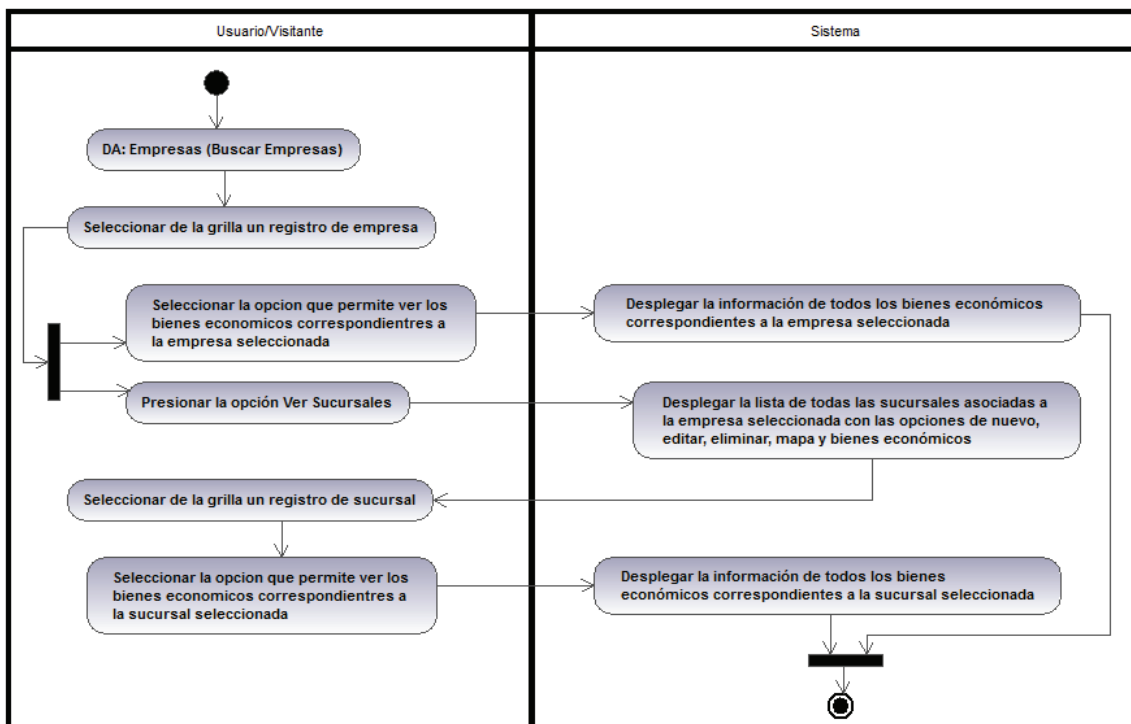 Usuario/Visitante
Sistema
DA: Empresas (Buscar Empresas)
Seleccionar de la grilla un registro de empresa
Seleccionar la opcion que permite ver los
bienes economicos correspondientres a
la empresa seleccionada
Desplegar la información de todos los bienes económicos
correspondientes a la empresa seleccionada
Presionar la opción Ver Sucursales
Desplegar la lista de todas las sucursales asociadas a
la empresa seleccionada con las opciones de nuevo,
editar, eliminar, mapa y bienes económicos
Seleccionar de la grilla un registro de sucursal
Seleccionar la opcion que permite ver los
bienes economicos correspondientres a
la sucursal seleccionada
Desplegar la información de todos los bienes
económicos correspondientes a la sucursal seleccionada